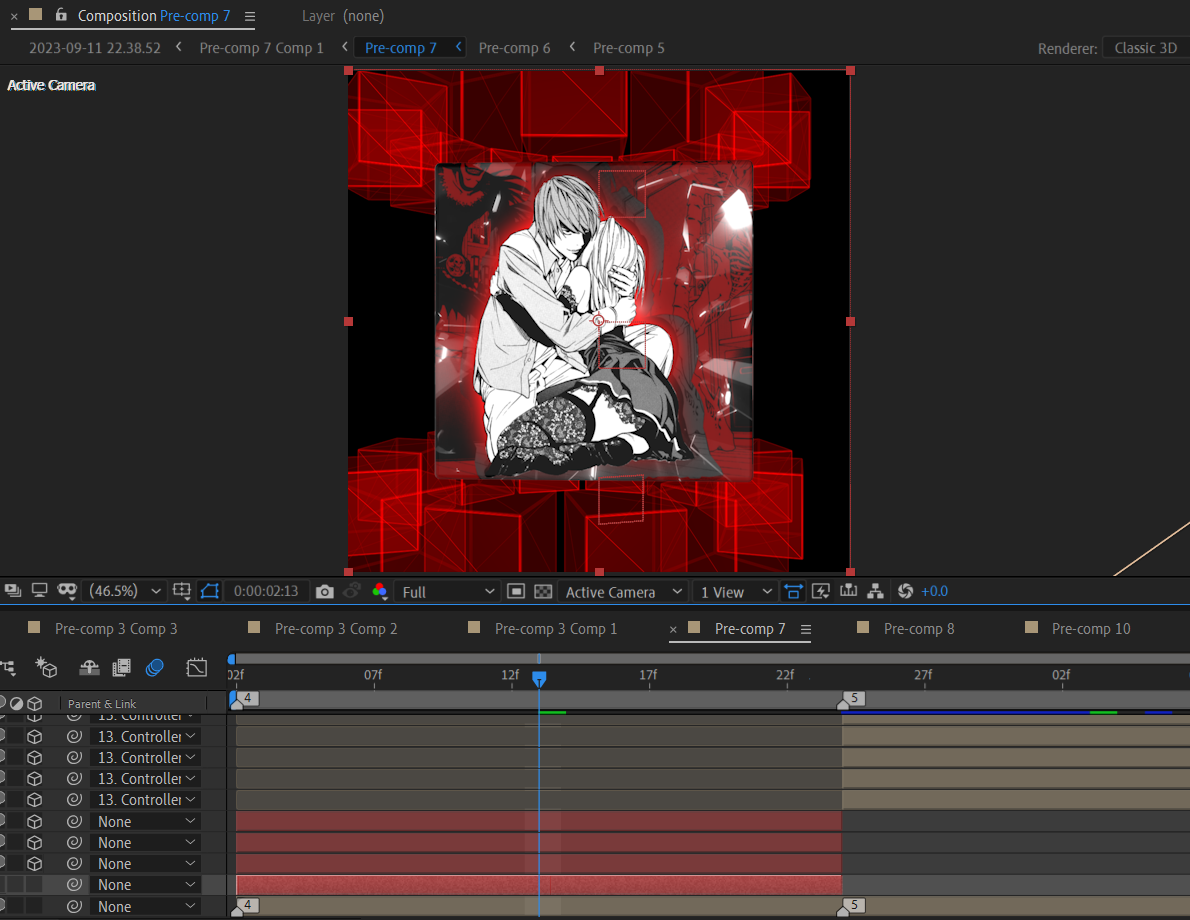 × Composition Pre-comp 7 Layer (none)
2023-09-11 22.38.52 Pre-comp 7 Comp 1 Pre-comp 7 Pre-comp 6 Pre-comp 5 Renderer: Classic 3D
Active Camera
(46.5%) 0:00:02:13 Full Active Camera 1 View +0.0
Pre-comp 3 Comp 3 Pre-comp 3 Comp 2 Pre-comp 3 Comp 1 × Pre-comp 7 Pre-comp 8 Pre-comp 10
02f 07f 12f 17f 22f 27f 02f
Parent & Link 4 5
13. Controller
13. Controller
13. Controller
13. Controller
13. Controller
None
None
None
None
None 4 5